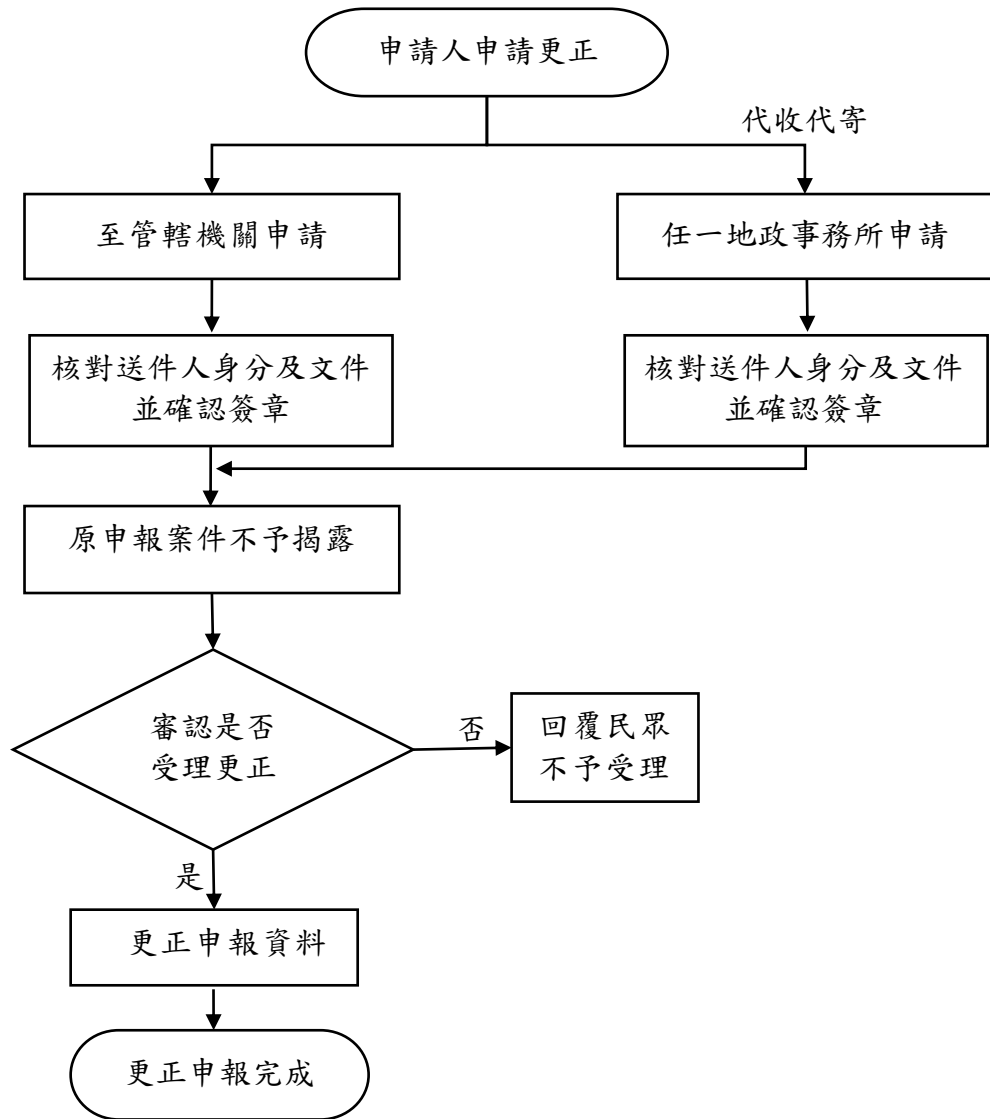 申請人申請更正
代收代寄
至管轄機關申請
任一地政事務所申請
核對送件人身分及文件
並確認簽章
核對送件人身分及文件
並確認簽章
原申報案件不予揭露
審認是否
受理更正
否
回覆民眾
不予受理
是
更正申報資料
更正申報完成